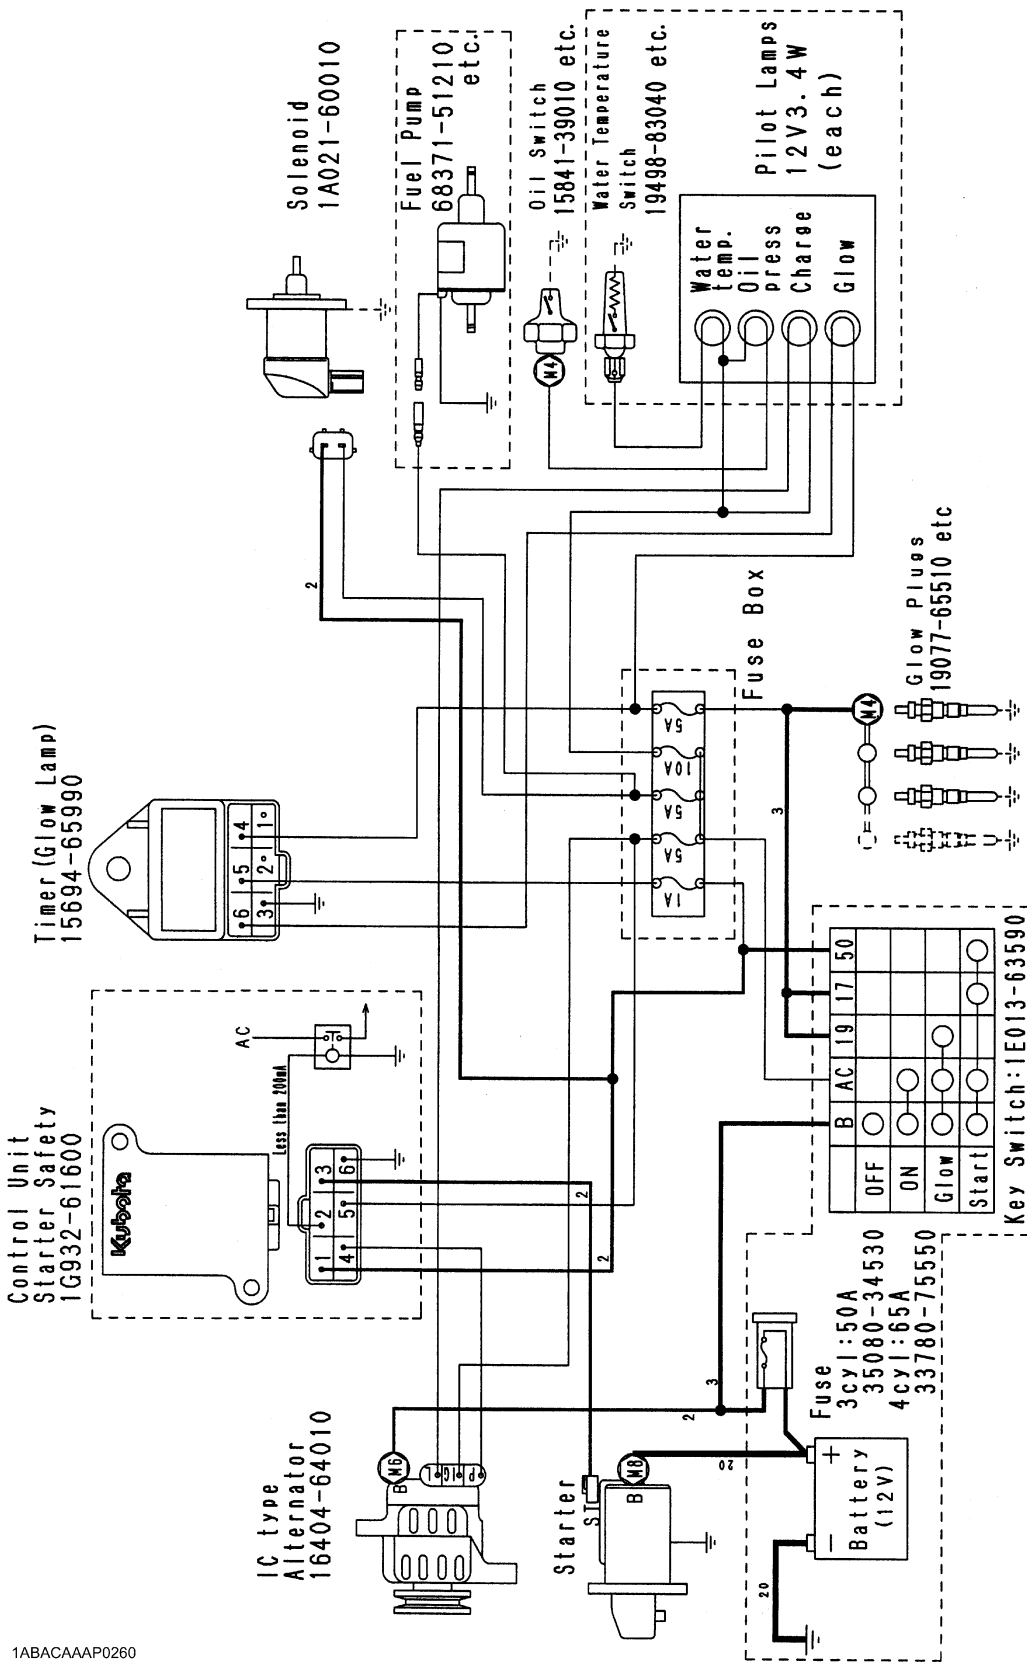 Control Unit
Starter Safety
1G932-61600
Kubota
Less than 200mA
AC
1 2 3
4 5 6
2
2
Timer(Glow Lamp)
15694-65990
6 5 4
3 2 1
Solenoid
1A021-60010
2
Fuel Pump
68371-51210
etc.
Oil Switch
15841-39010 etc.
M4
Water Temperature
Switch
19498-83040 etc.
Pilot Lamps
12V3.4W
(each)
Water
temp.
Oil
press
Charge
Glow
IC type
Alternator
16404-64010
M6
B
P IG L
Starter
ST
M8
B
20
2
3
20
Battery
(12V)
− +
Fuse
3cyl:50A
35080-34530
4cyl:65A
33780-75550
Fuse Box
1A 5A 5A 10A 5A
3
Glow Plugs
19077-65510 etc
M4
B AC 19 17 50
OFF
ON
Glow
Start
Key Switch:1E013-63590
1ABACAAAP0260